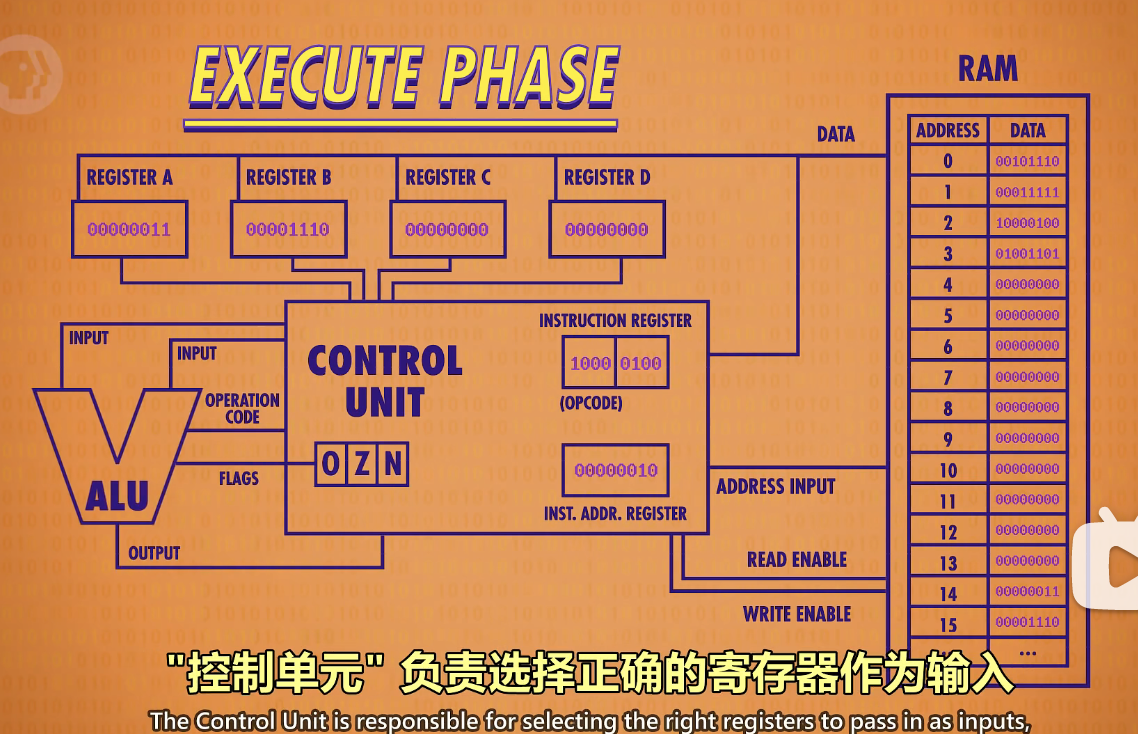 EXECUTE PHASE
RAM
DATA
ADDRESS DATA
0 00101110
1 00011111
2 10000100
3 01001101
4 00000000
5 00000000
6 00000000
7 00000000
8 00000000
9 00000000
10 00000000
11 00000000
12 00000000
13 00000000
14 00000011
15 00001110
...
REGISTER A
00000011
REGISTER B
00001110
REGISTER C
00000000
REGISTER D
00000000
INPUT
INPUT
OPERATION
CODE
FLAGS
ALU
OUTPUT
CONTROL
UNIT
O Z N
INSTRUCTION REGISTER
1000 0100
(OPCODE)
00000010
INST. ADDR. REGISTER
ADDRESS INPUT
READ ENABLE
WRITE ENABLE
"控制单元" 负责选择正确的寄存器作为输入
The Control Unit is responsible for selecting the right registers to pass in as inputs,